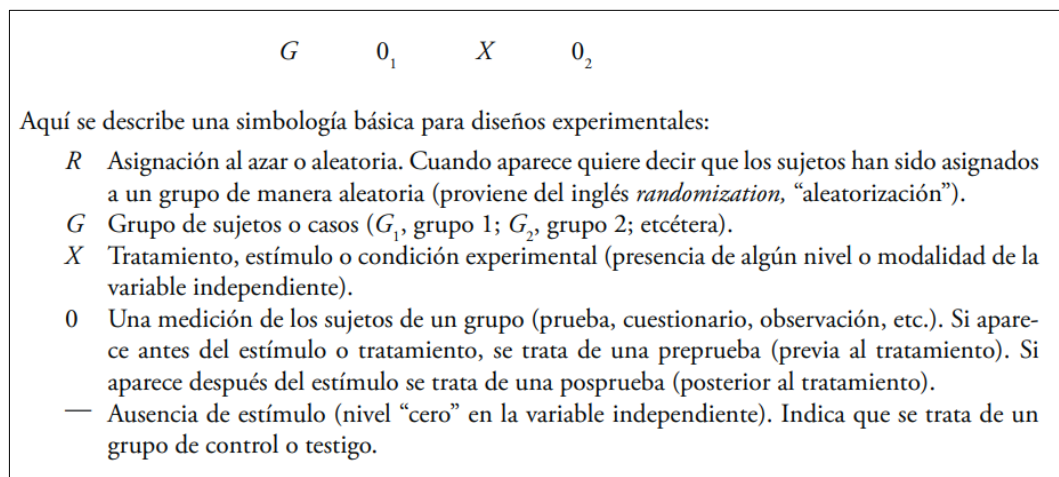 G 0₁ X 0₂
Aquí se describe una simbología básica para diseños experimentales:
R Asignación al azar o aleatoria. Cuando aparece quiere decir que los sujetos han sido asignados
a un grupo de manera aleatoria (proviene del inglés randomization, “aleatorización”).
G Grupo de sujetos o casos (G₁, grupo 1; G₂, grupo 2; etcétera).
X Tratamiento, estímulo o condición experimental (presencia de algún nivel o modalidad de la
variable independiente).
0 Una medición de los sujetos de un grupo (prueba, cuestionario, observación, etc.). Si apare-
ce antes del estímulo o tratamiento, se trata de una preprueba (previa al tratamiento). Si
aparece después del estímulo se trata de una posprueba (posterior al tratamiento).
— Ausencia de estímulo (nivel “cero” en la variable independiente). Indica que se trata de un
grupo de control o testigo.